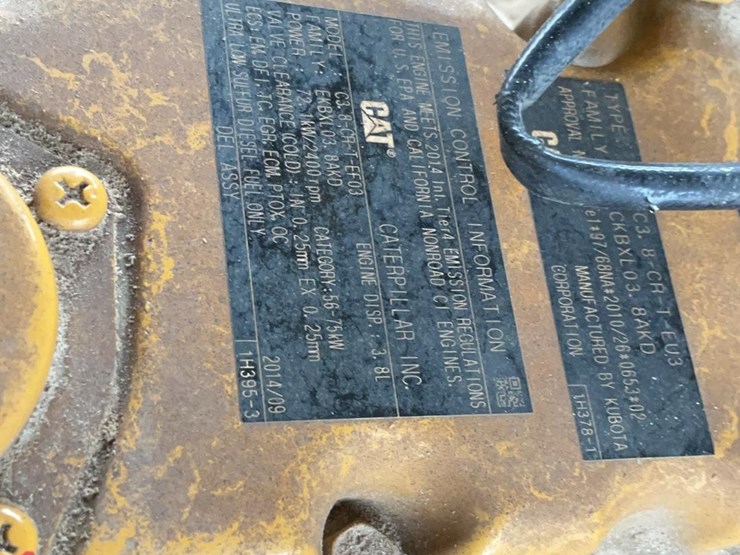 EMISSION CONTROL INFORMATION
THIS ENGINE MEETS 2014 Int. Tier4 EMISSION REGULATIONS
FOR U.S EPA AND CALIFORNIA NONROAD CI ENGINES.
CAT® CATERPILLAR INC.
ENGINE DISP.: 3.8L
MODEL: C3.8-CR-T-EF03
FAMILY: EKBXL03.8AKD
POWER: 72 KW/2400rpm CATEGORY:56-75KW
VALVE CLEARANCE(COLD): IN 0.25mm EX 0.25mm
ECS:EM DFI,TC,EGR,ECM,PTOX,OC
ULTRA LOW SULFUR DIESEL FUEL ONLY
2014/09
DEL ASSY 1H395-3
TYPE: C3.8-CR-T-EU3
FAMILY CKBXL03.8AKD
APPROVAL e1*97/68NA*2010/26*0653*02
MANUFACTURED BY KUBOTA
CORPORATION
1H378-1